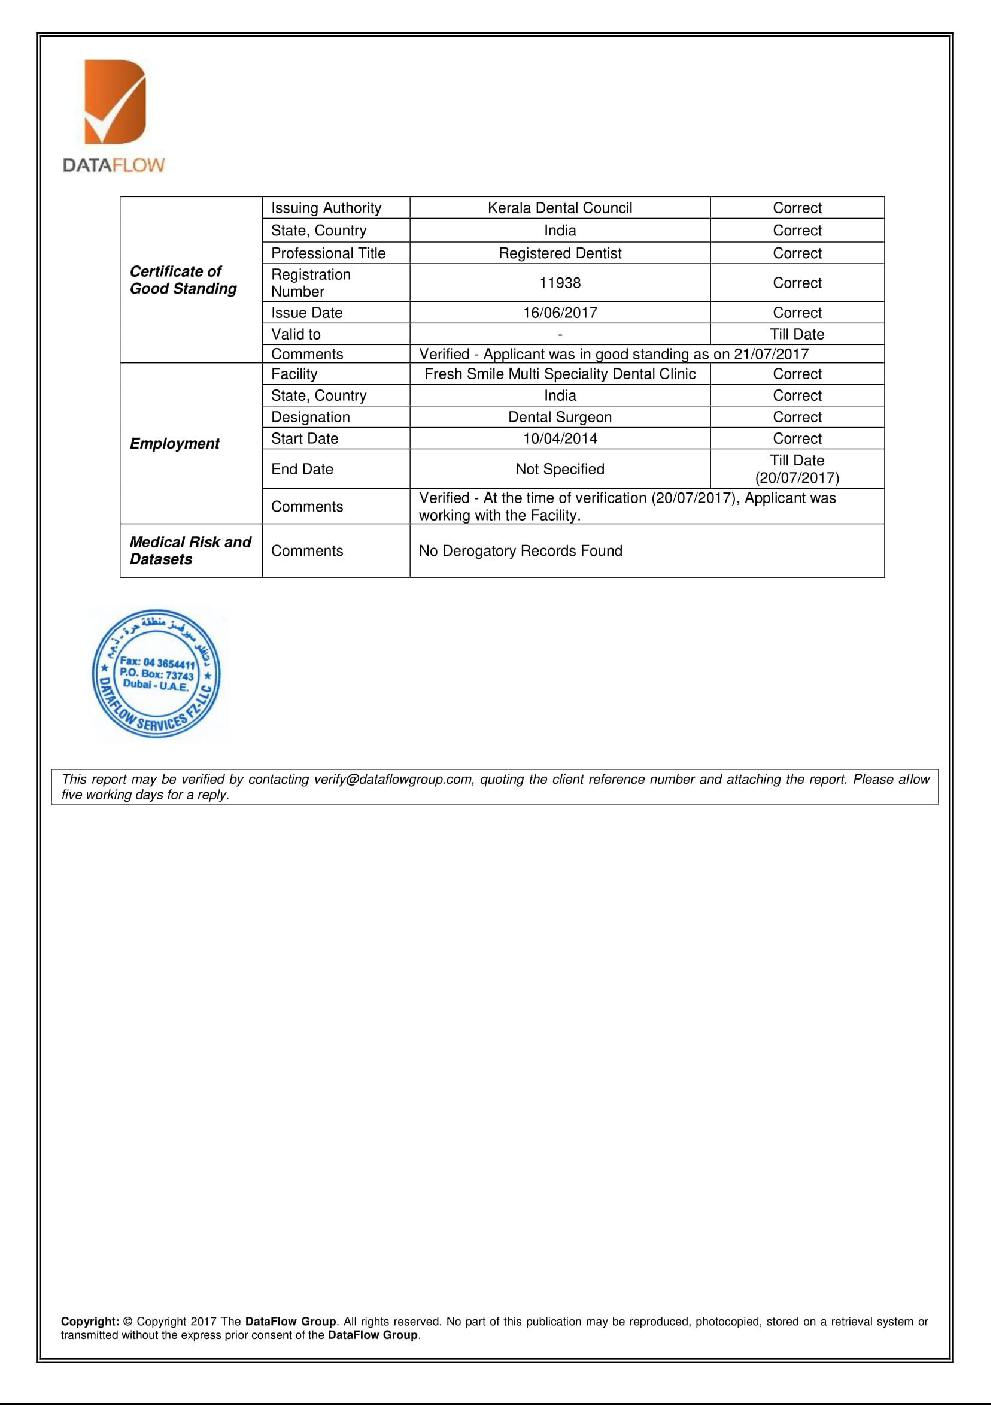 DATAFLOW
Issuing Authority Kerala Dental Council Correct
State, Country India Correct
Professional Title Registered Dentist Correct
Certificate of
Good Standing
Registration
Number
11938 Correct
Issue Date 16/06/2017 Correct
Valid to - Till Date
Comments Verified - Applicant was in good standing as on 21/07/2017
Facility Fresh Smile Multi Speciality Dental Clinic Correct
State, Country India Correct
Designation Dental Surgeon Correct
Employment
Start Date 10/04/2014 Correct
End Date Not Specified Till Date
(20/07/2017)
Comments
Verified - At the time of verification (20/07/2017), Applicant was
working with the Facility.
Medical Risk and
Datasets
Comments No Derogatory Records Found
منطقة حرة - ذ.م.م
Fax: 04 3654411
P.O. Box: 73743
Dubai - U.A.E.
DATAFLOW SERVICES FZ-LLC
This report may be verified by contacting verify@dataflowgroup.com, quoting the client reference number and attaching the report. Please allow
five working days for a reply.
Copyright: © Copyright 2017 The DataFlow Group. All rights reserved. No part of this publication may be reproduced, photocopied, stored on a retrieval system or
transmitted without the express prior consent of the DataFlow Group.